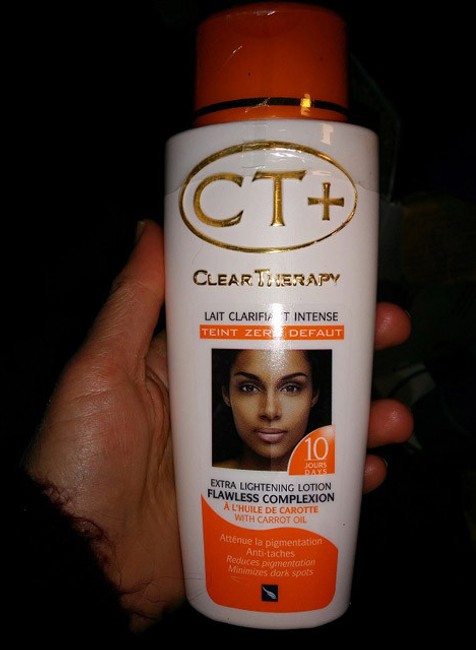 CT+
CLEAR THERAPY
LAIT CLARIFIANT INTENSE
TEINT ZERO DEFAUT
10
JOURS
DAYS
EXTRA LIGHTENING LOTION
FLAWLESS COMPLEXION
À L'HUILE DE CAROTTE
WITH CARROT OIL
Atténue la pigmentation
Anti-taches
Reduces pigmentation
Minimizes dark spots